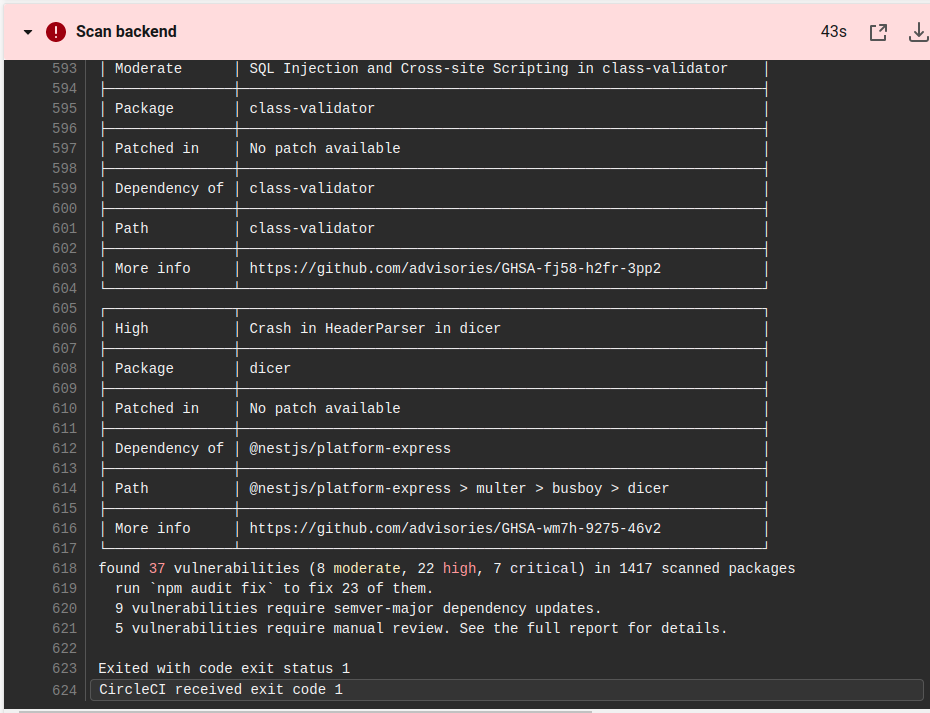 Scan backend 43s
593 | Moderate | SQL Injection and Cross-site Scripting in class-validator |
594
595 | Package | class-validator |
596
597 | Patched in | No patch available |
598
599 | Dependency of | class-validator |
600
601 | Path | class-validator |
602
603 | More info | https://github.com/advisories/GHSA-fj58-h2fr-3pp2 |
604
605
606 | High | Crash in HeaderParser in dicer |
607
608 | Package | dicer |
609
610 | Patched in | No patch available |
611
612 | Dependency of | @nestjs/platform-express |
613
614 | Path | @nestjs/platform-express > multer > busboy > dicer |
615
616 | More info | https://github.com/advisories/GHSA-wm7h-9275-46v2 |
617
618 found 37 vulnerabilities (8 moderate, 22 high, 7 critical) in 1417 scanned packages
619 run `npm audit fix` to fix 23 of them.
620 9 vulnerabilities require semver-major dependency updates.
621 5 vulnerabilities require manual review. See the full report for details.
622
623 Exited with code exit status 1
624 CircleCI received exit code 1